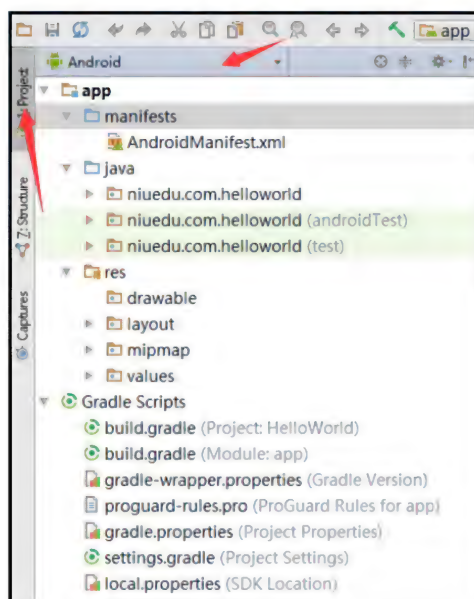 app
Android
1: Project
Z: Structure
Captures
app
manifests
AndroidManifest.xml
java
niuedu.com.helloworld
niuedu.com.helloworld (androidTest)
niuedu.com.helloworld (test)
res
drawable
layout
mipmap
values
Gradle Scripts
build.gradle (Project: HelloWorld)
build.gradle (Module: app)
gradle-wrapper.properties (Gradle Version)
proguard-rules.pro (ProGuard Rules for app)
gradle.properties (Project Properties)
settings.gradle (Project Settings)
local.properties (SDK Location)